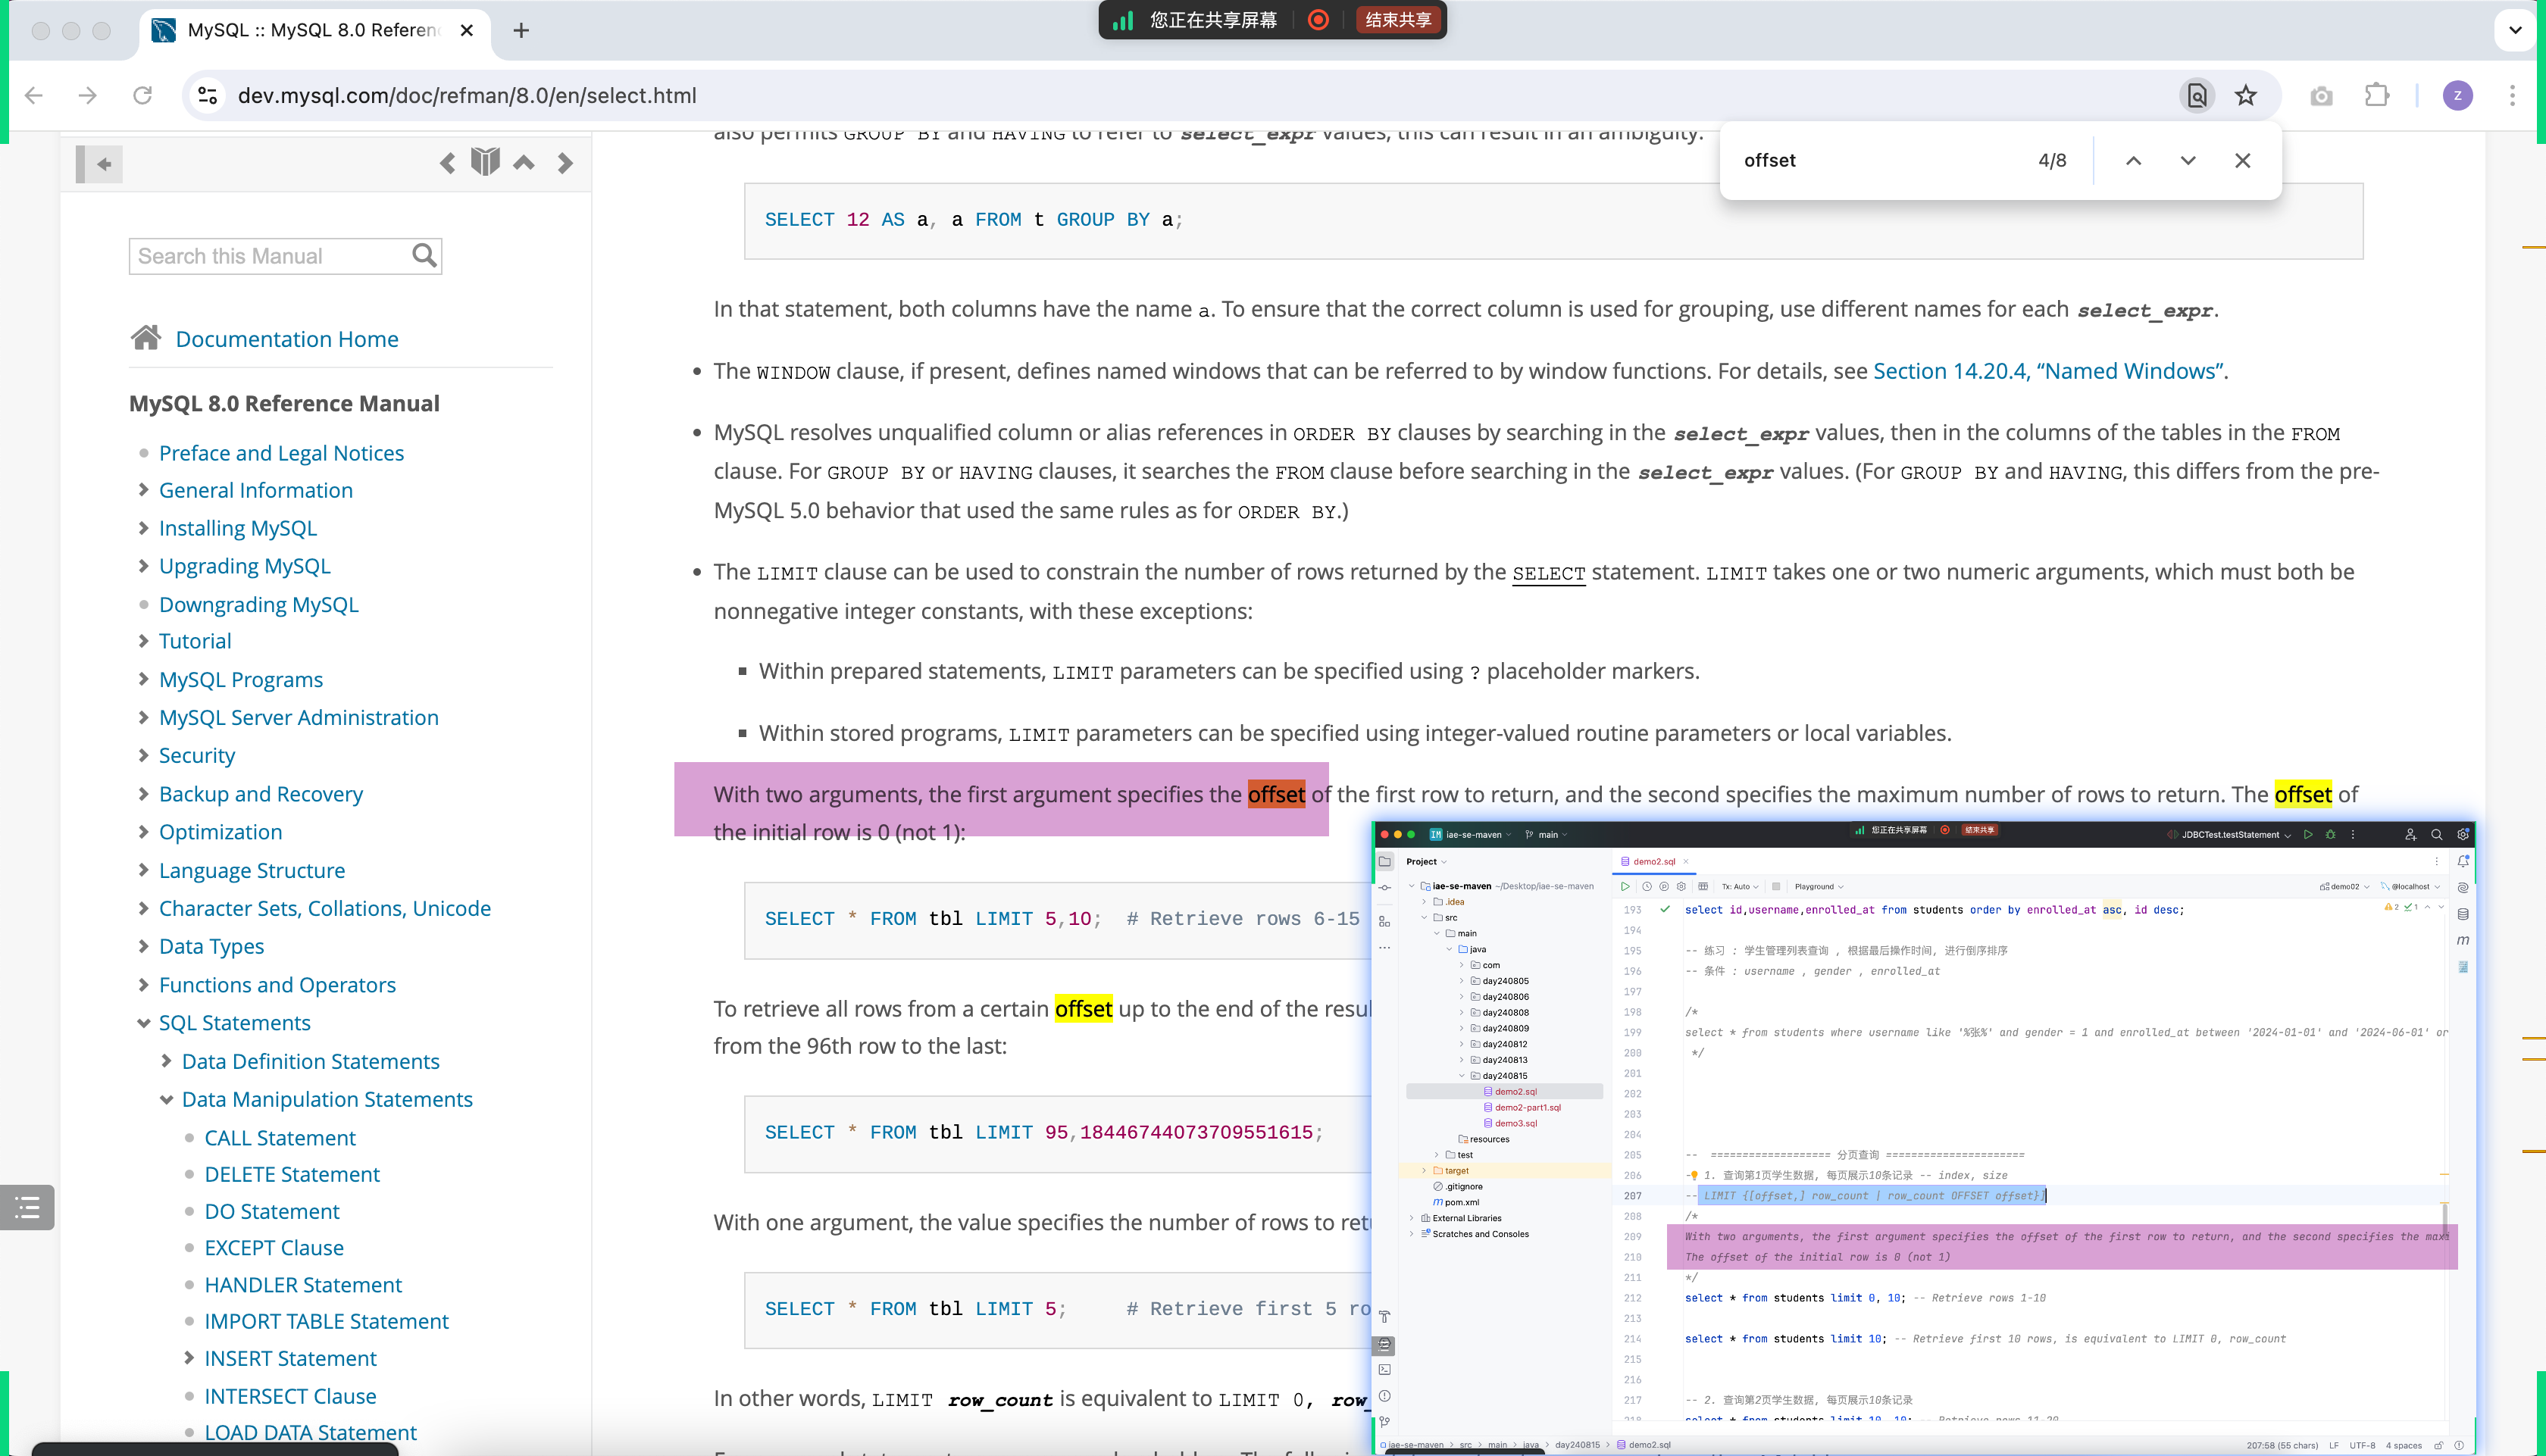 MySQL :: MySQL 8.0 Referen
您正在共享屏幕
结束共享
dev.mysql.com/doc/refman/8.0/en/select.html
Z
offset
4/8
Search this Manual
Documentation Home
MySQL 8.0 Reference Manual
Preface and Legal Notices
General Information
Installing MySQL
Upgrading MySQL
Downgrading MySQL
Tutorial
MySQL Programs
MySQL Server Administration
Security
Backup and Recovery
Optimization
Language Structure
Character Sets, Collations, Unicode
Data Types
Functions and Operators
SQL Statements
Data Definition Statements
Data Manipulation Statements
CALL Statement
DELETE Statement
DO Statement
EXCEPT Clause
HANDLER Statement
IMPORT TABLE Statement
INSERT Statement
INTERSECT Clause
LOAD DATA Statement
also permits GROUP BY and HAVING to refer to select_expr values, this can result in an ambiguity.
SELECT 12 AS a, a FROM t GROUP BY a;
In that statement, both columns have the name a. To ensure that the correct column is used for grouping, use different names for each select_expr.
The WINDOW clause, if present, defines named windows that can be referred to by window functions. For details, see Section 14.20.4, “Named Windows”.
MySQL resolves unqualified column or alias references in ORDER BY clauses by searching in the select_expr values, then in the columns of the tables in the FROM
clause. For GROUP BY or HAVING clauses, it searches the FROM clause before searching in the select_expr values. (For GROUP BY and HAVING, this differs from the pre-
MySQL 5.0 behavior that used the same rules as for ORDER BY.)
The LIMIT clause can be used to constrain the number of rows returned by the SELECT statement. LIMIT takes one or two numeric arguments, which must both be
nonnegative integer constants, with these exceptions:
Within prepared statements, LIMIT parameters can be specified using ? placeholder markers.
Within stored programs, LIMIT parameters can be specified using integer-valued routine parameters or local variables.
With two arguments, the first argument specifies the offset of the first row to return, and the second specifies the maximum number of rows to return. The offset of
the initial row is 0 (not 1):
SELECT * FROM tbl LIMIT 5,10;  # Retrieve rows 6-15
To retrieve all rows from a certain offset up to the end of the resul
from the 96th row to the last:
SELECT * FROM tbl LIMIT 95,18446744073709551615;
With one argument, the value specifies the number of rows to retu
SELECT * FROM tbl LIMIT 5;     # Retrieve first 5 ro
In other words, LIMIT row_count is equivalent to LIMIT 0, row_
IM iae-se-maven
main
您正在共享屏幕
结束共享
JDBCTest.testStatement
Project
demo2.sql
Tx: Auto
Playground
demo02
@localhost
iae-se-maven ~/Desktop/iae-se-maven
.idea
src
main
java
com
day240805
day240806
day240808
day240809
day240812
day240813
day240815
demo2.sql
demo2-part1.sql
demo3.sql
resources
test
target
.gitignore
m pom.xml
External Libraries
Scratches and Consoles
2 1
193 select id,username,enrolled_at from students order by enrolled_at asc, id desc;
194
195 -- 练习 : 学生管理列表查询 , 根据最后操作时间, 进行倒序排序
196 -- 条件 : username , gender , enrolled_at
197
198 /*
199 select * from students where username like '%张%' and gender = 1 and enrolled_at between '2024-01-01' and '2024-06-01' or
200 */
201
202
203
204
205 -- =================== 分页查询 ======================
206 - 1. 查询第1页学生数据, 每页展示10条记录 -- index, size
207 -- LIMIT {[offset,] row_count | row_count OFFSET offset}]
208 /*
209 With two arguments, the first argument specifies the offset of the first row to return, and the second specifies the max
210 The offset of the initial row is 0 (not 1)
211 */
212 select * from students limit 0, 10; -- Retrieve rows 1-10
213
214 select * from students limit 10; -- Retrieve first 10 rows, is equivalent to LIMIT 0, row_count
215
216
217 -- 2. 查询第2页学生数据, 每页展示10条记录
218 select * from students limit 10, 10; -- Retrieve rows 11-20
iae-se-maven > src > main > java > day240815 > demo2.sql
207:58 (55 chars) LF UTF-8 4 spaces